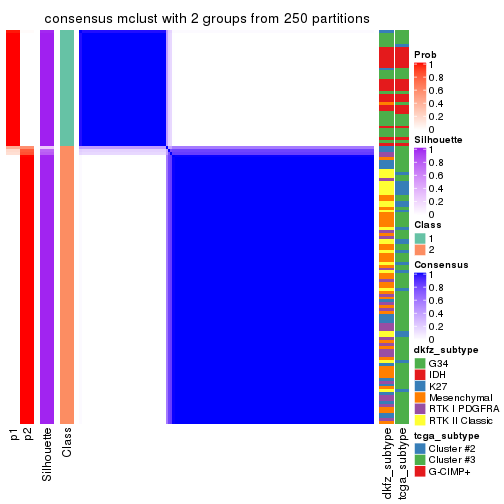 consensus mclust with 2 groups from 250 partitions
Prob
1
0.8
0.6
0.4
0.2
0
Silhouette
1
0.8
0.6
0.4
0.2
0
Class
1
2
Consensus
1
0.8
0.6
0.4
0.2
0
dkfz_subtype
G34
IDH
K27
Mesenchymal
RTK I PDGFRA
RTK II Classic
tcga_subtype
Cluster #2
Cluster #3
G-CIMP+
p1
p2
Silhouette
Class
dkfz_subtype
tcga_subtype